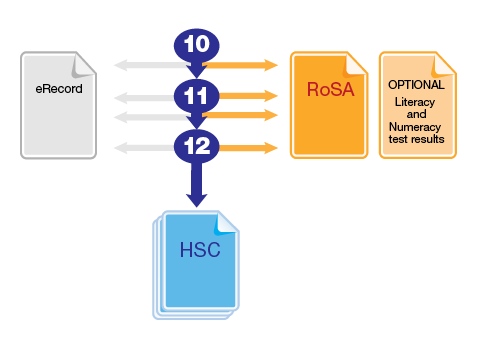 10
eRecord
RoSA
OPTIONAL
Literacy
and
Numeracy
test results
11
12
HSC